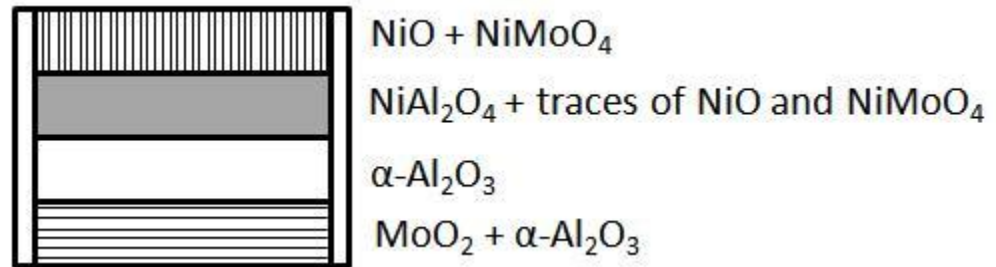 NiO + NiMoO₄
NiAl₂O₄ + traces of NiO and NiMoO₄
α-Al₂O₃
MoO₂ + α-Al₂O₃